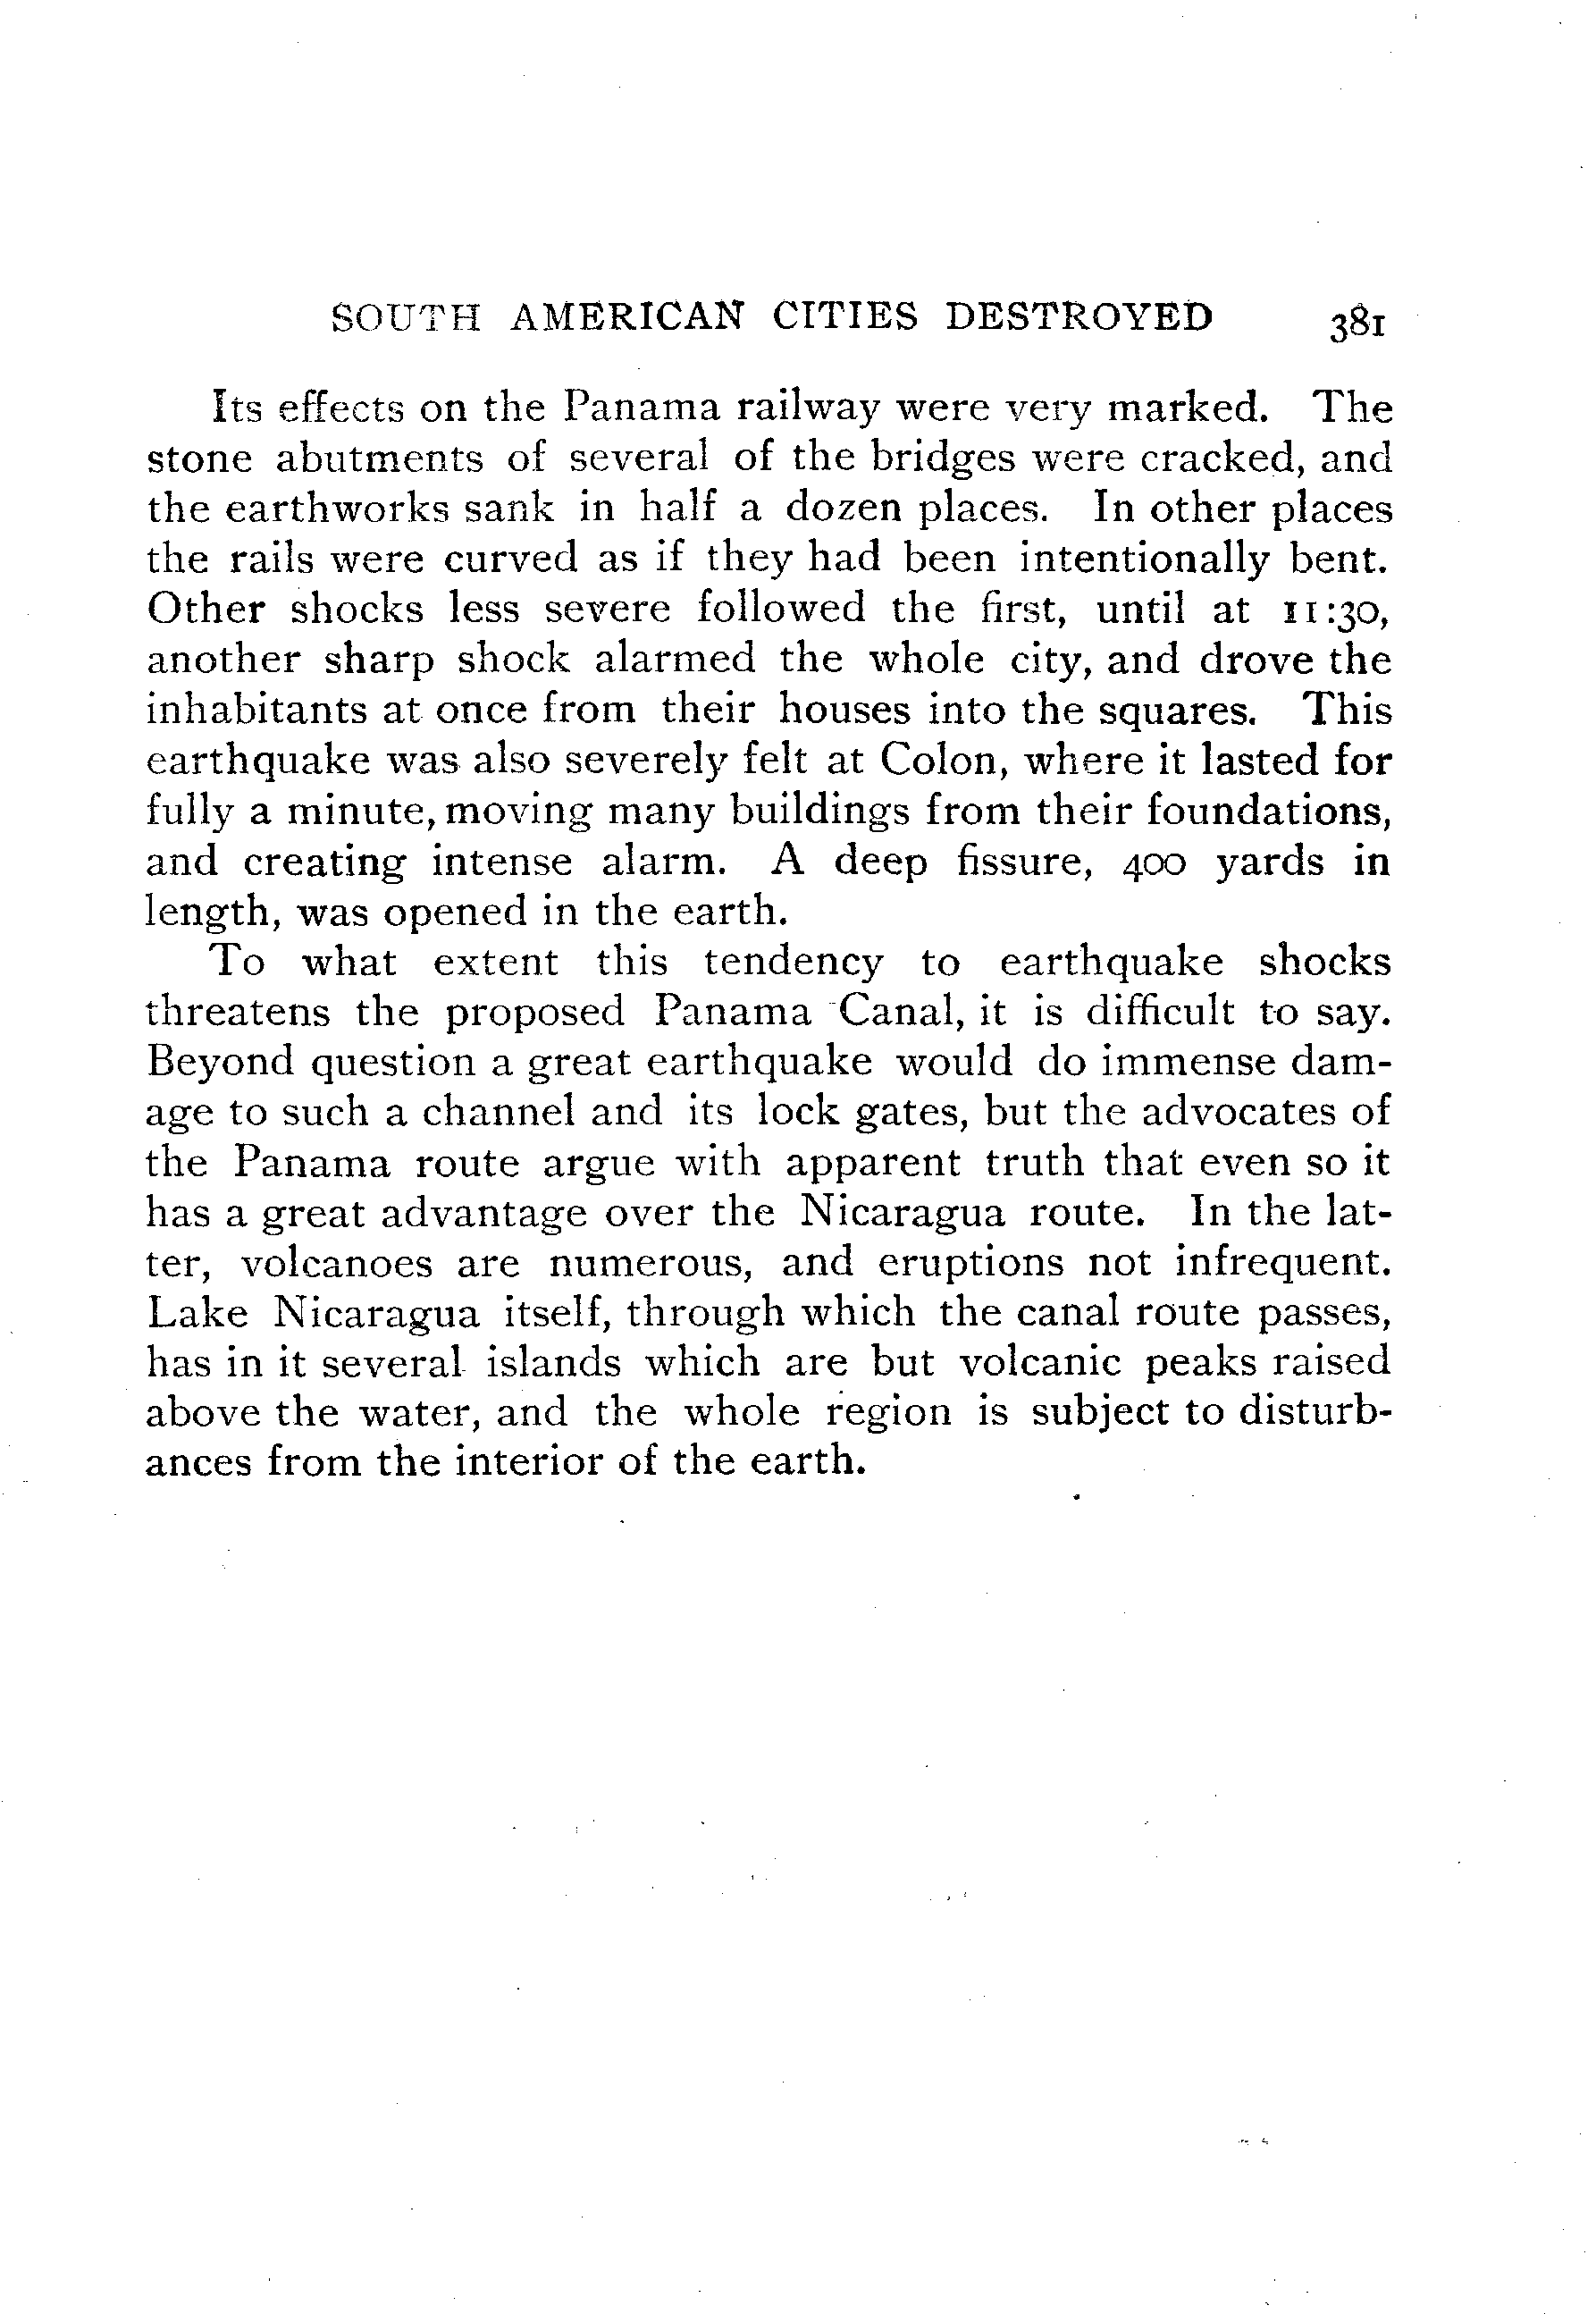 SOUTH AMERICAN CITIES DESTROYED 381
Its effects on the Panama railway were very marked. The
stone abutments of several of the bridges were cracked, and
the earthworks sank in half a dozen places. In other places
the rails were curved as if they had been intentionally bent.
Other shocks less severe followed the first, until at 11:30,
another sharp shock alarmed the whole city, and drove the
inhabitants at once from their houses into the squares. This
earthquake was also severely felt at Colon, where it lasted for
fully a minute, moving many buildings from their foundations,
and creating intense alarm. A deep fissure, 400 yards in
length, was opened in the earth.
To what extent this tendency to earthquake shocks
threatens the proposed Panama Canal, it is difficult to say.
Beyond question a great earthquake would do immense dam-
age to such a channel and its lock gates, but the advocates of
the Panama route argue with apparent truth that even so it
has a great advantage over the Nicaragua route. In the lat-
ter, volcanoes are numerous, and eruptions not infrequent.
Lake Nicaragua itself, through which the canal route passes,
has in it several islands which are but volcanic peaks raised
above the water, and the whole region is subject to disturb-
ances from the interior of the earth.